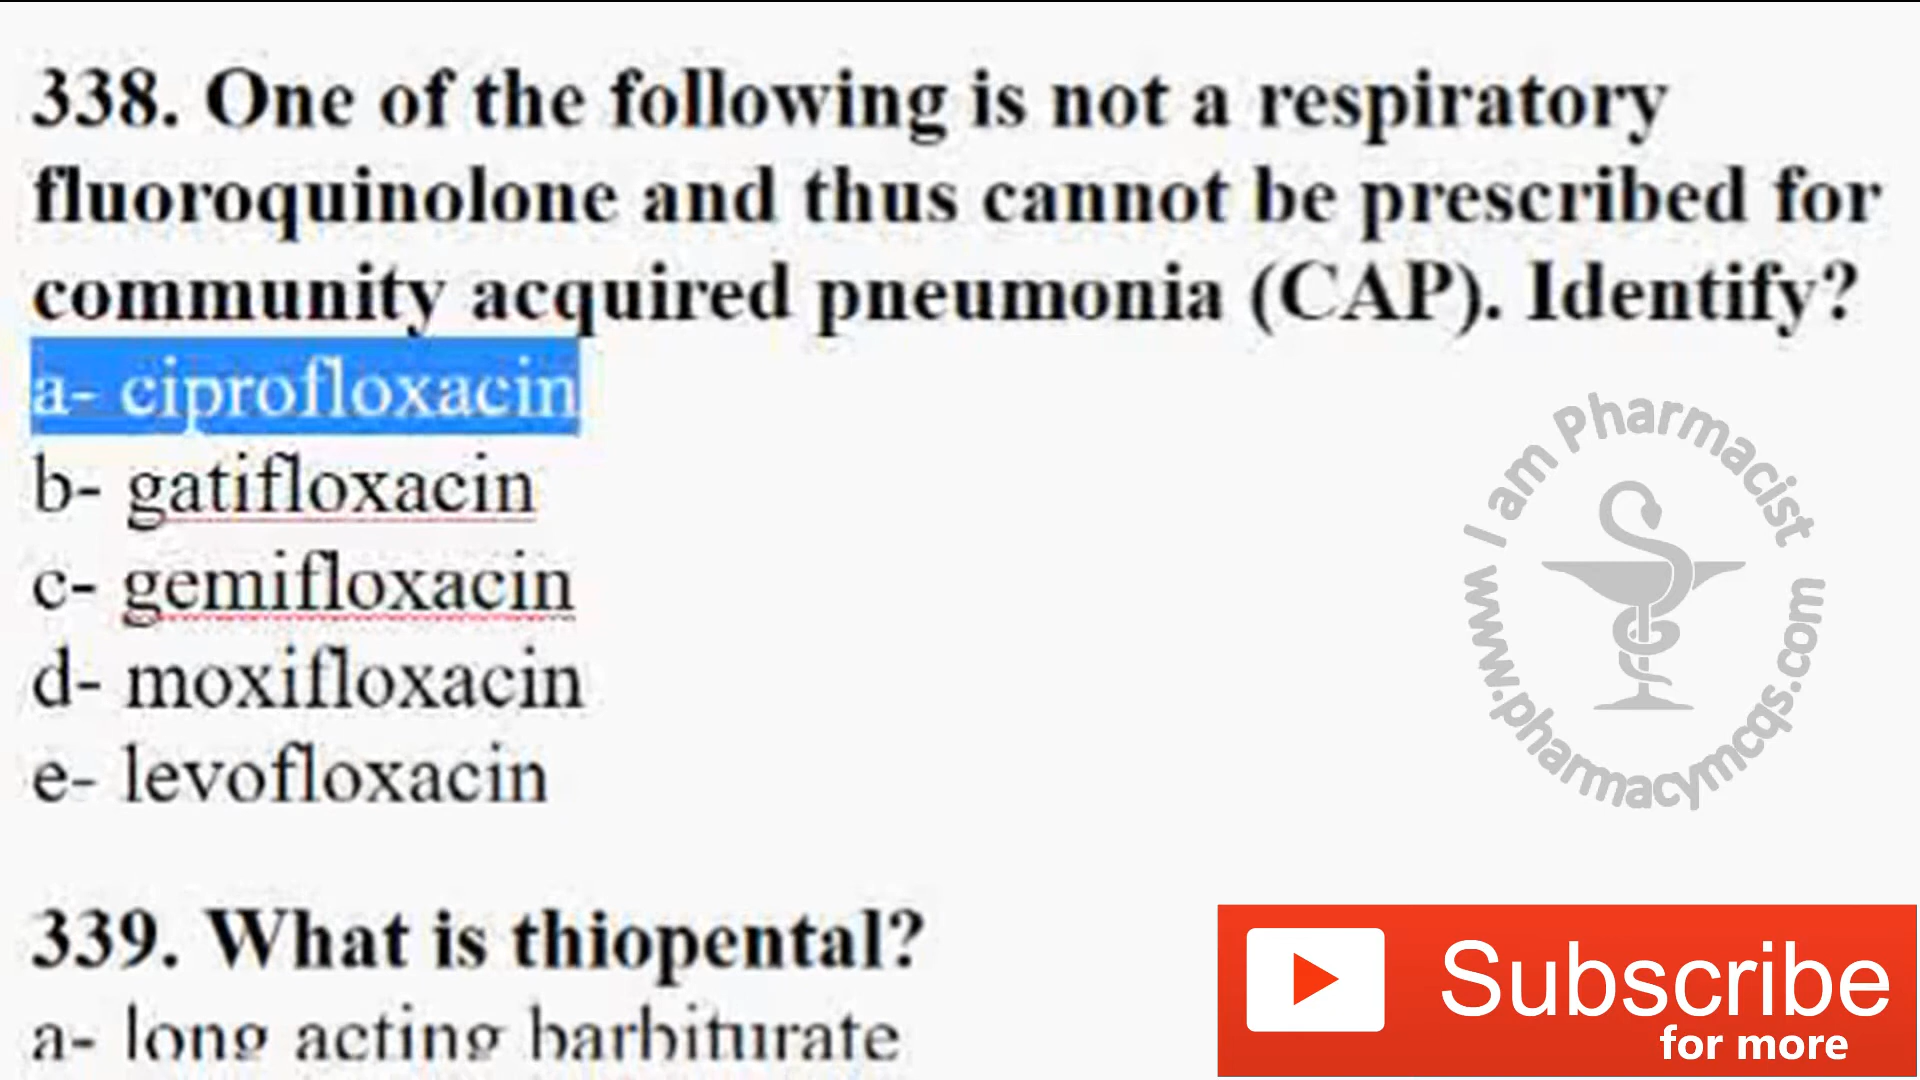 338. One of the following is not a respiratory
fluoroquinolone and thus cannot be prescribed for
community acquired pneumonia (CAP). Identify?
a- ciprofloxacin
b- gatifloxacin
c- gemifloxacin
d- moxifloxacin
e- levofloxacin
I am Pharmacist
www.pharmacymcqs.com
339. What is thiopental?
a- long acting barbiturate
Subscribe
for more